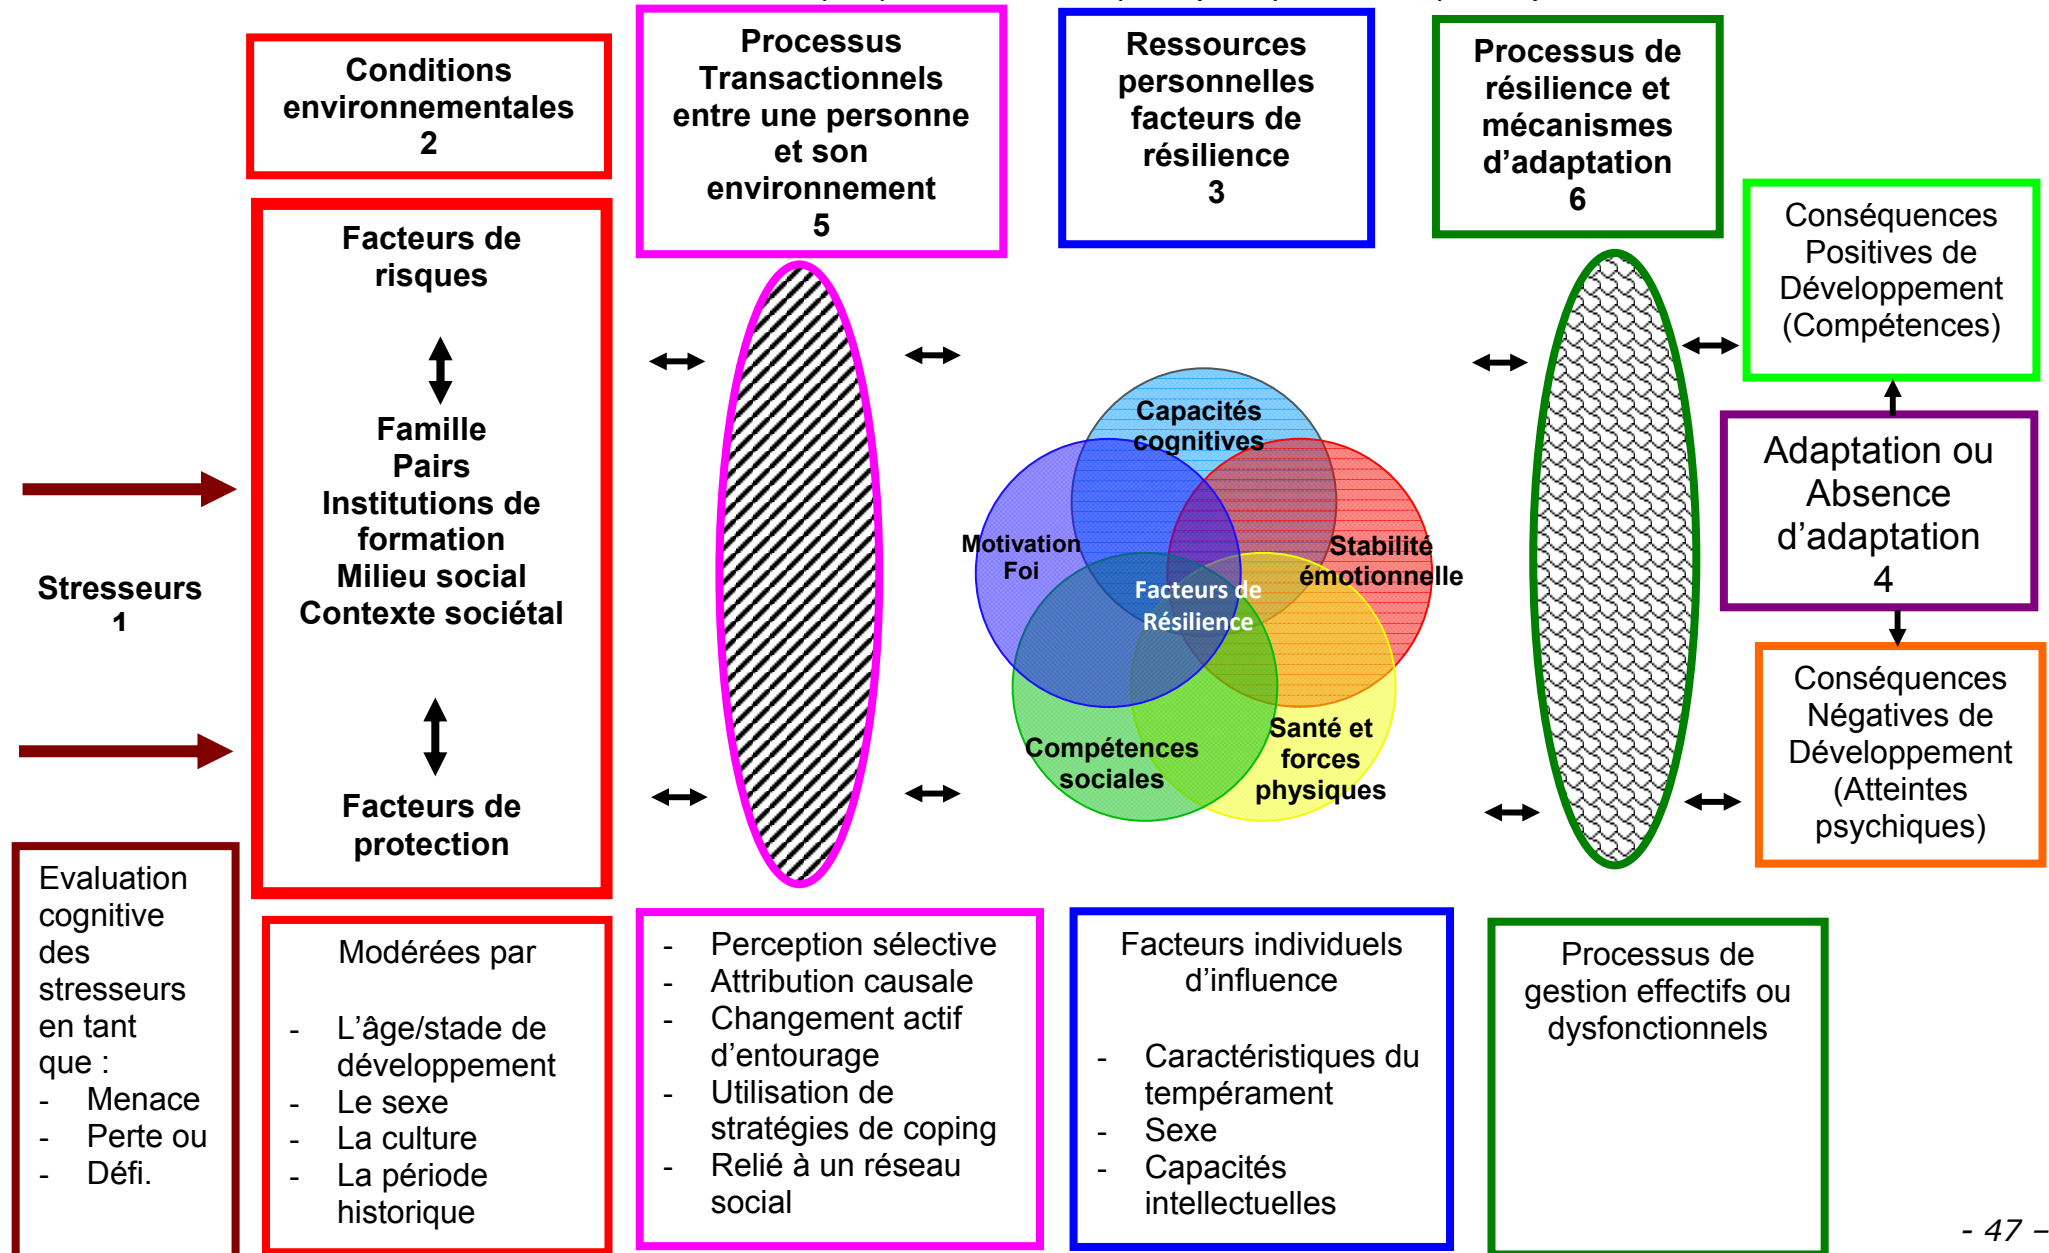 Conditions
environnementales
2
Processus
Transactionnels
entre une personne
et son
environnement
5
Ressources
personnelles
facteurs de
résilience
3
Processus de
résilience et
mécanismes
d’adaptation
6
Stresseurs
1
Facteurs de
risques
Famille
Pairs
Institutions de
formation
Milieu social
Contexte sociétal
Facteurs de
protection
Capacités
cognitives
Motivation
Foi
Stabilité
émotionnelle
Facteurs de
Résilience
Compétences
sociales
Santé et
forces
physiques
Conséquences
Positives de
Développement
(Compétences)
Adaptation ou
Absence
d’adaptation
4
Conséquences
Négatives de
Développement
(Atteintes
psychiques)
Evaluation
cognitive
des
stresseurs
en tant
que :
- Menace
- Perte ou
- Défi.
Modérées par
- L’âge/stade de
développement
- Le sexe
- La culture
- La période
historique
- Perception sélective
- Attribution causale
- Changement actif
d’entourage
- Utilisation de
stratégies de coping
- Relié à un réseau
social
Facteurs individuels
d’influence
- Caractéristiques du
tempérament
- Sexe
- Capacités
intellectuelles
Processus de
gestion effectifs ou
dysfonctionnels
- 47 –